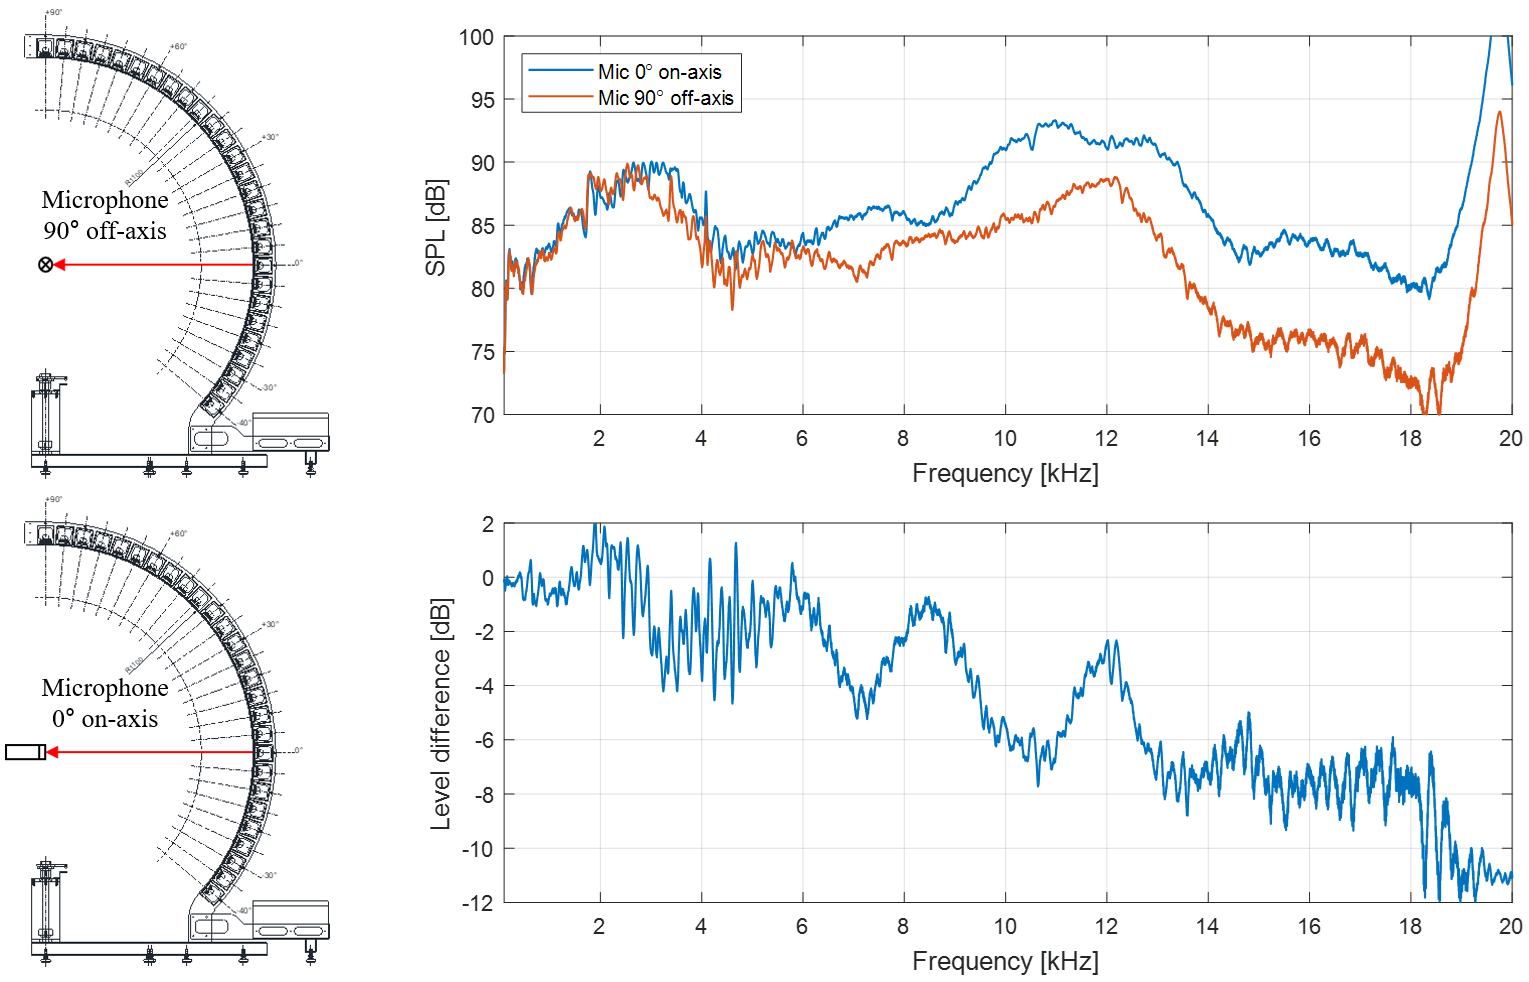 +90°
+60°
+30°
R1100
Microphone
90° off-axis
0°
-30°
-40°
100
95
90
85
80
75
70
SPL [dB]
Mic 0° on-axis
Mic 90° off-axis
2 4 6 8 10 12 14 16 18 20
Frequency [kHz]
+90°
+60°
+30°
R1100
Microphone
0° on-axis
0°
-30°
-40°
2
0
-2
-4
-6
-8
-10
-12
Level difference [dB]
2 4 6 8 10 12 14 16 18 20
Frequency [kHz]